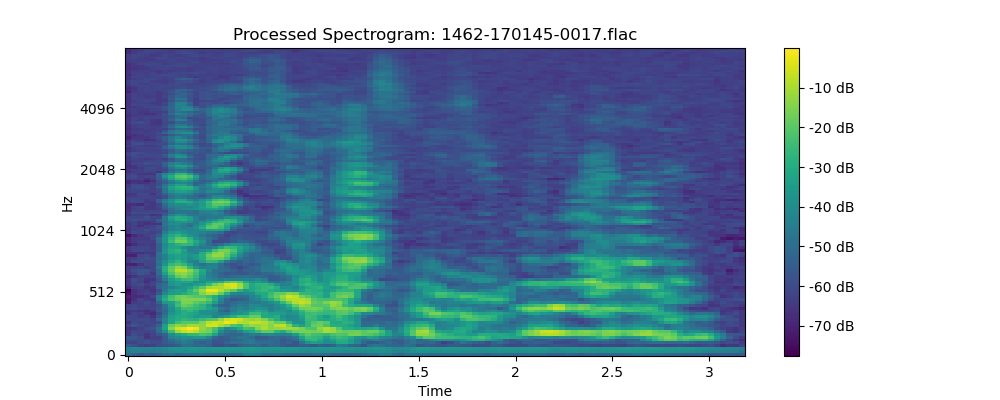 Processed Spectrogram: 1462-170145-0017.flac
Hz
4096
2048
1024
512
0
0
0.5
1
1.5
2
2.5
3
Time
-10 dB
-20 dB
-30 dB
-40 dB
-50 dB
-60 dB
-70 dB